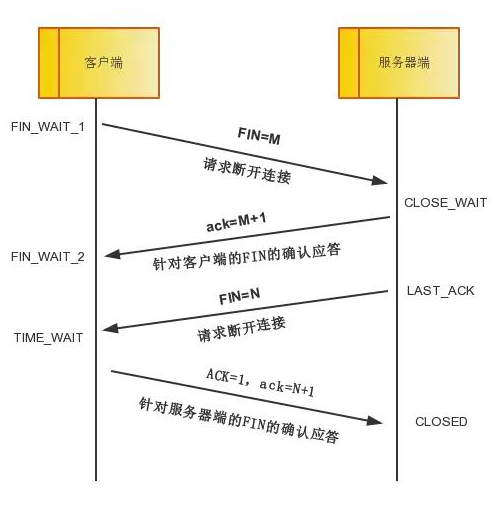 客户端
服务器端
FIN_WAIT_1
FIN=M
请求断开连接
CLOSE_WAIT
ack=M+1
FIN_WAIT_2
针对客户端的FIN的确认应答
LAST_ACK
FIN=N
请求断开连接
TIME_WAIT
ACK=1, ack=N+1
针对服务器端的FIN的确认应答
CLOSED